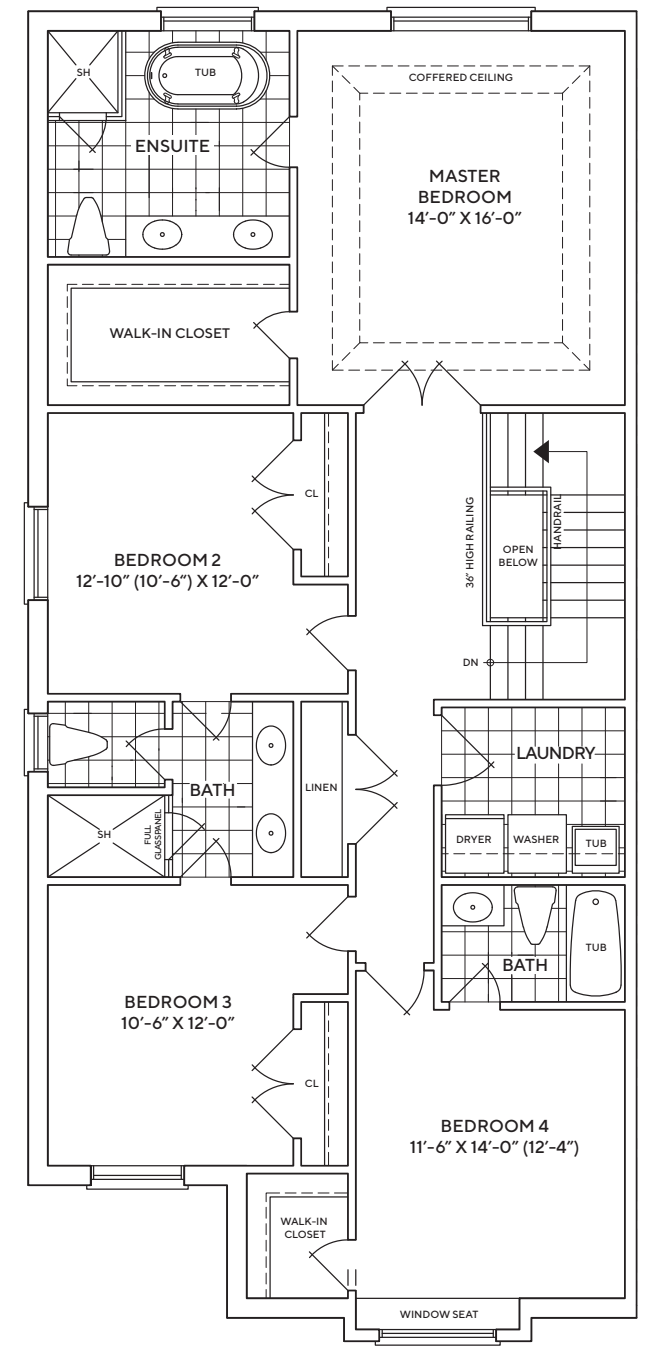 SH
TUB
COFFERED CEILING
ENSUITE
MASTER
BEDROOM
14′-0″ X 16′-0″
WALK-IN CLOSET
CL
BEDROOM 2
12′-10″ (10′-6″) X 12′-0″
36″ HIGH RAILING
OPEN
BELOW
HANDRAIL
DN
LAUNDRY
BATH
LINEN
SH
FULL
GLASSPANEL
DRYER
WASHER
TUB
BATH
TUB
BEDROOM 3
10′-6″ X 12′-0″
CL
BEDROOM 4
11′-6″ X 14′-0″ (12′-4″)
WALK-IN
CLOSET
WINDOW SEAT